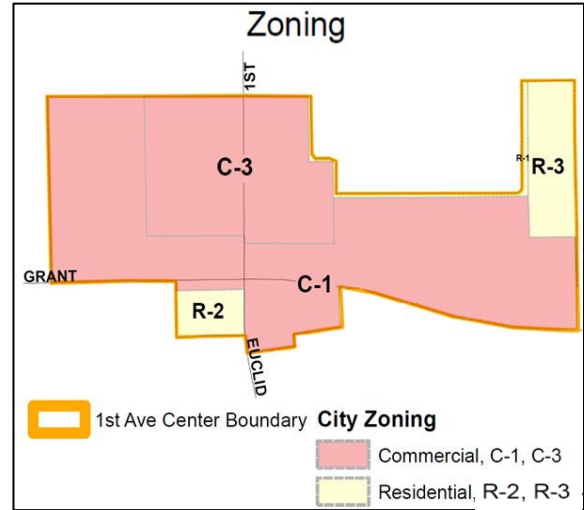 Zoning
1ST
C-3
R-1
R-3
GRANT
C-1
R-2
EUCLID
1st Ave Center Boundary
City Zoning
Commercial, C-1, C-3
Residential, R-2, R-3